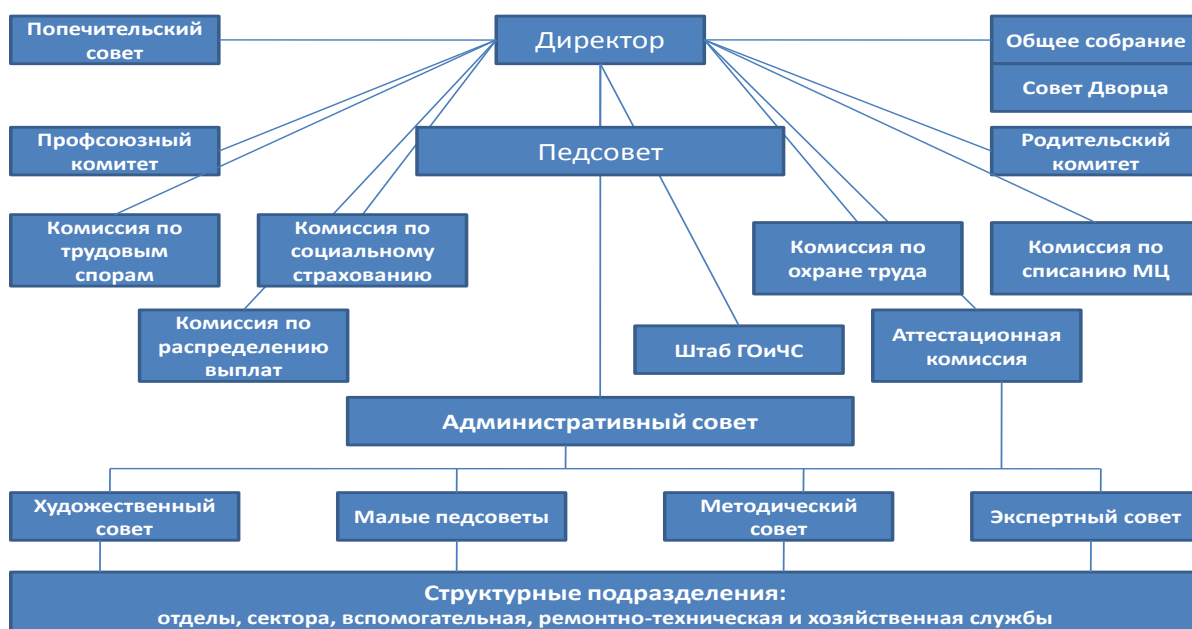 Попечительский
совет
Директор
Общее собрание
Совет Дворца
Профсоюзный
комитет
Педсовет
Родительский
комитет
Комиссия по
трудовым
спорам
Комиссия по
социальному
страхованию
Комиссия по
охране труда
Комиссия по
списанию МЦ
Комиссия по
распределению
выплат
Штаб ГОиЧС
Аттестационная
комиссия
Административный совет
Художественный
совет
Малые педсоветы
Методический
совет
Экспертный совет
Структурные подразделения:
отделы, сектора, вспомогательная, ремонтно-техническая и хозяйственная службы